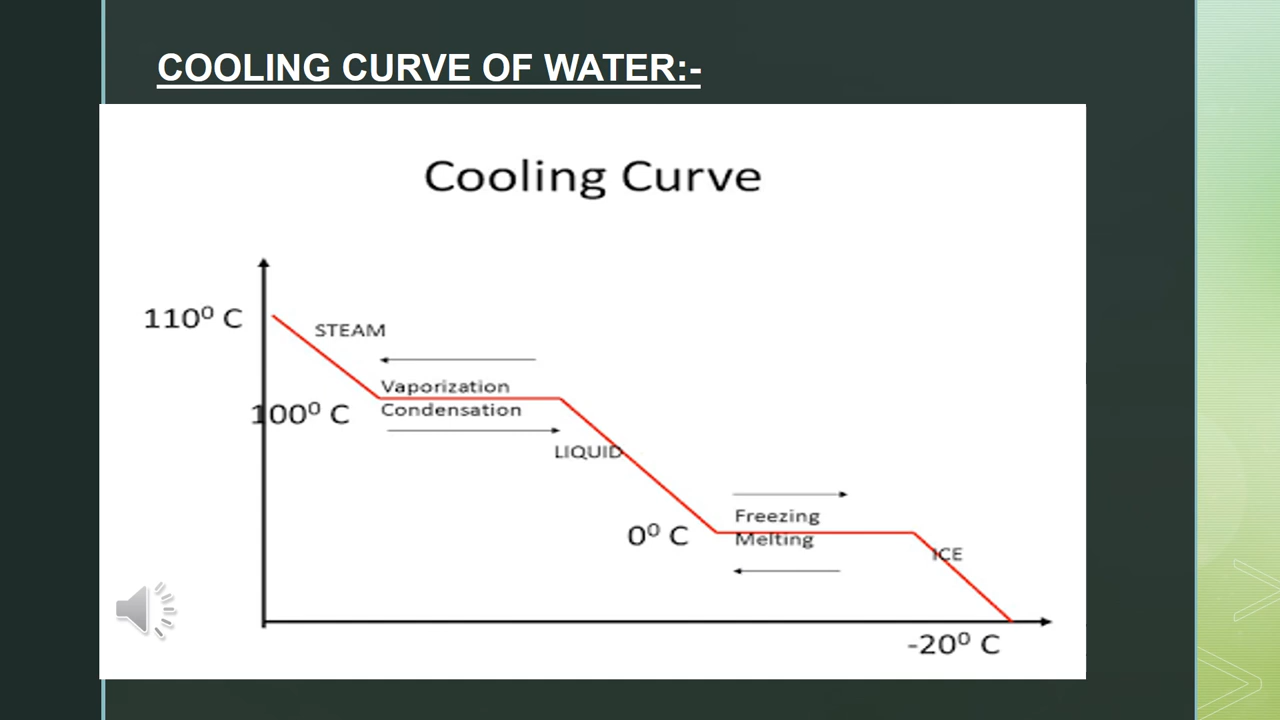 COOLING CURVE OF WATER:-
Cooling Curve
110⁰ C
STEAM
Vaporization
100⁰ C
Condensation
LIQUID
Freezing
0⁰ C
Melting
ICE
-20⁰ C